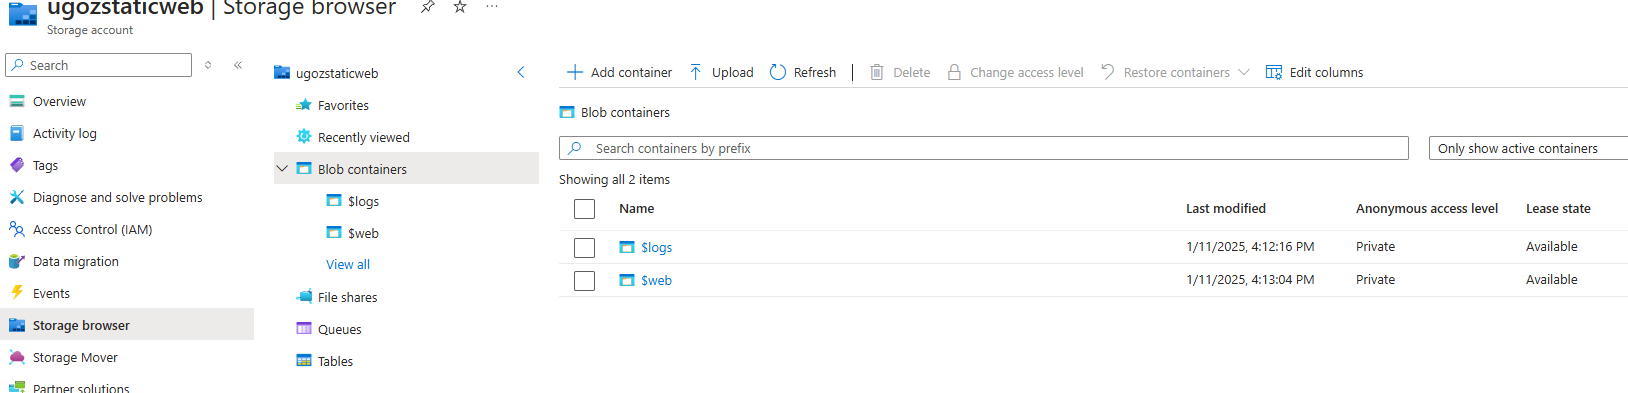 ugozstaticweb | Storage browser
Storage account
Search
Overview
Activity log
Tags
Diagnose and solve problems
Access Control (IAM)
Data migration
Events
Storage browser
Storage Mover
Partner solutions
ugozstaticweb
Favorites
Recently viewed
Blob containers
$logs
$web
View all
File shares
Queues
Tables
Add container Upload Refresh Delete Change access level Restore containers Edit columns
Blob containers
Search containers by prefix Only show active containers
Showing all 2 items
Name Last modified Anonymous access level Lease state
$logs 1/11/2025, 4:12:16 PM Private Available
$web 1/11/2025, 4:13:04 PM Private Available